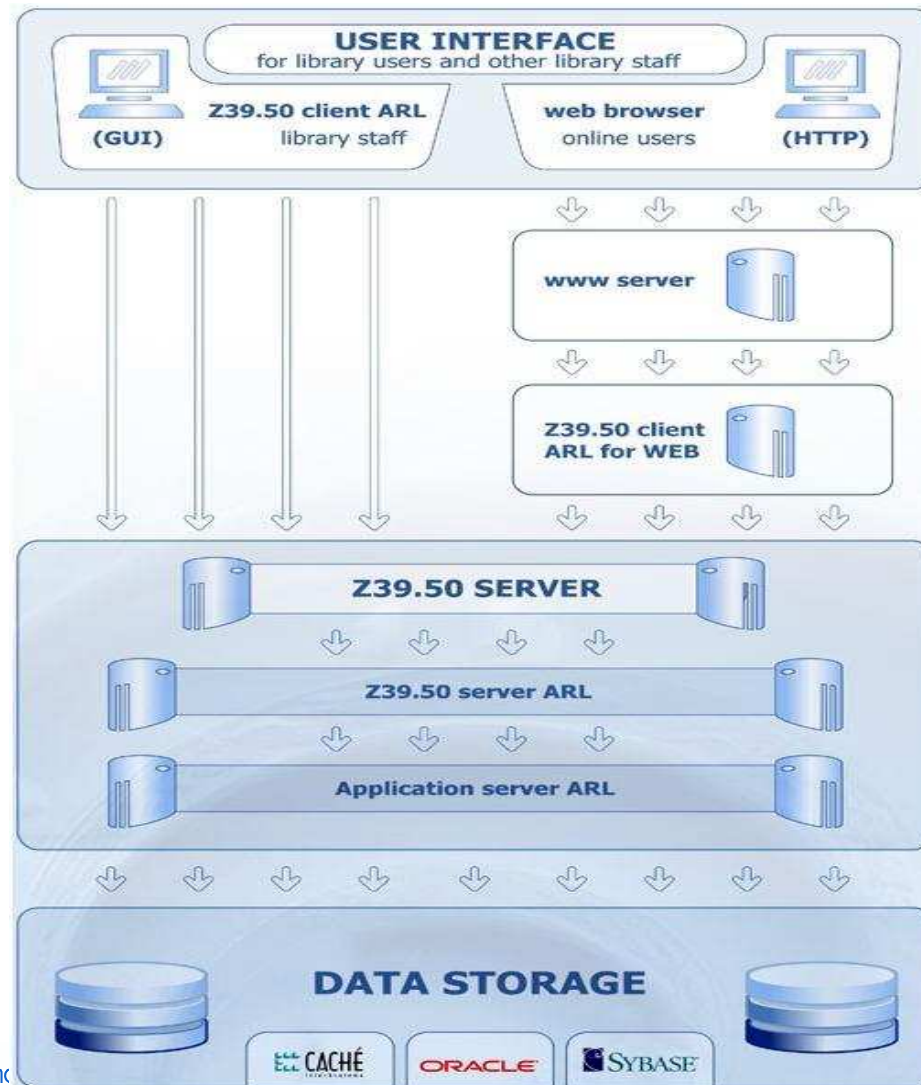 USER INTERFACE
for library users and other library staff
Z39.50 client ARL
library staff
(GUI)
web browser
online users
(HTTP)
www server
Z39.50 client
ARL for WEB
Z39.50 SERVER
Z39.50 server ARL
Application server ARL
DATA STORAGE
CACHÉ
ORACLE
SYBASE